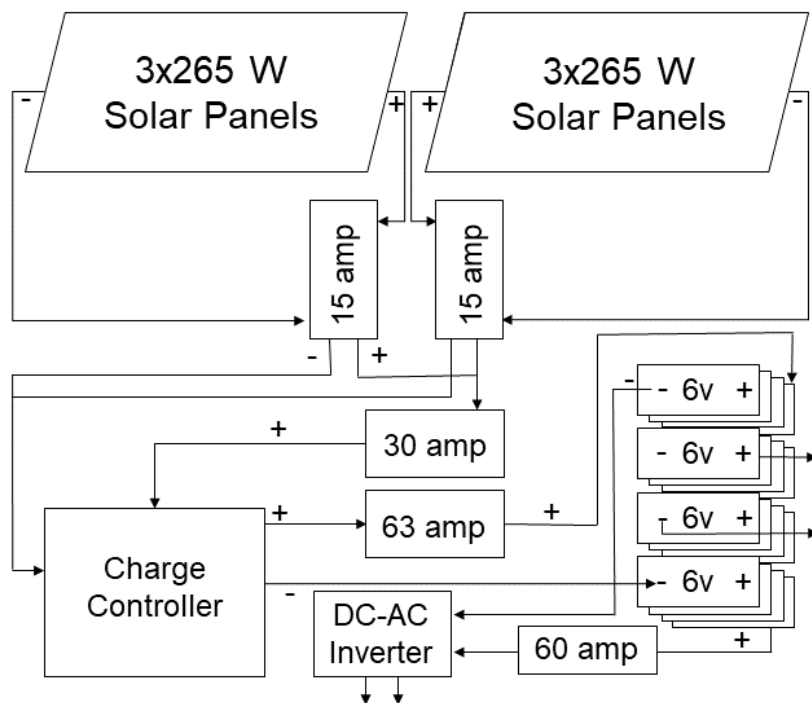 3x265 W
Solar Panels
3x265 W
Solar Panels
- + + -
15 amp
15 amp
- +
- - 6v +
+ 30 amp
- 6v +
+ 63 amp +
- 6v +
Charge
Controller
-
- 6v +
DC-AC
Inverter
60 amp
+